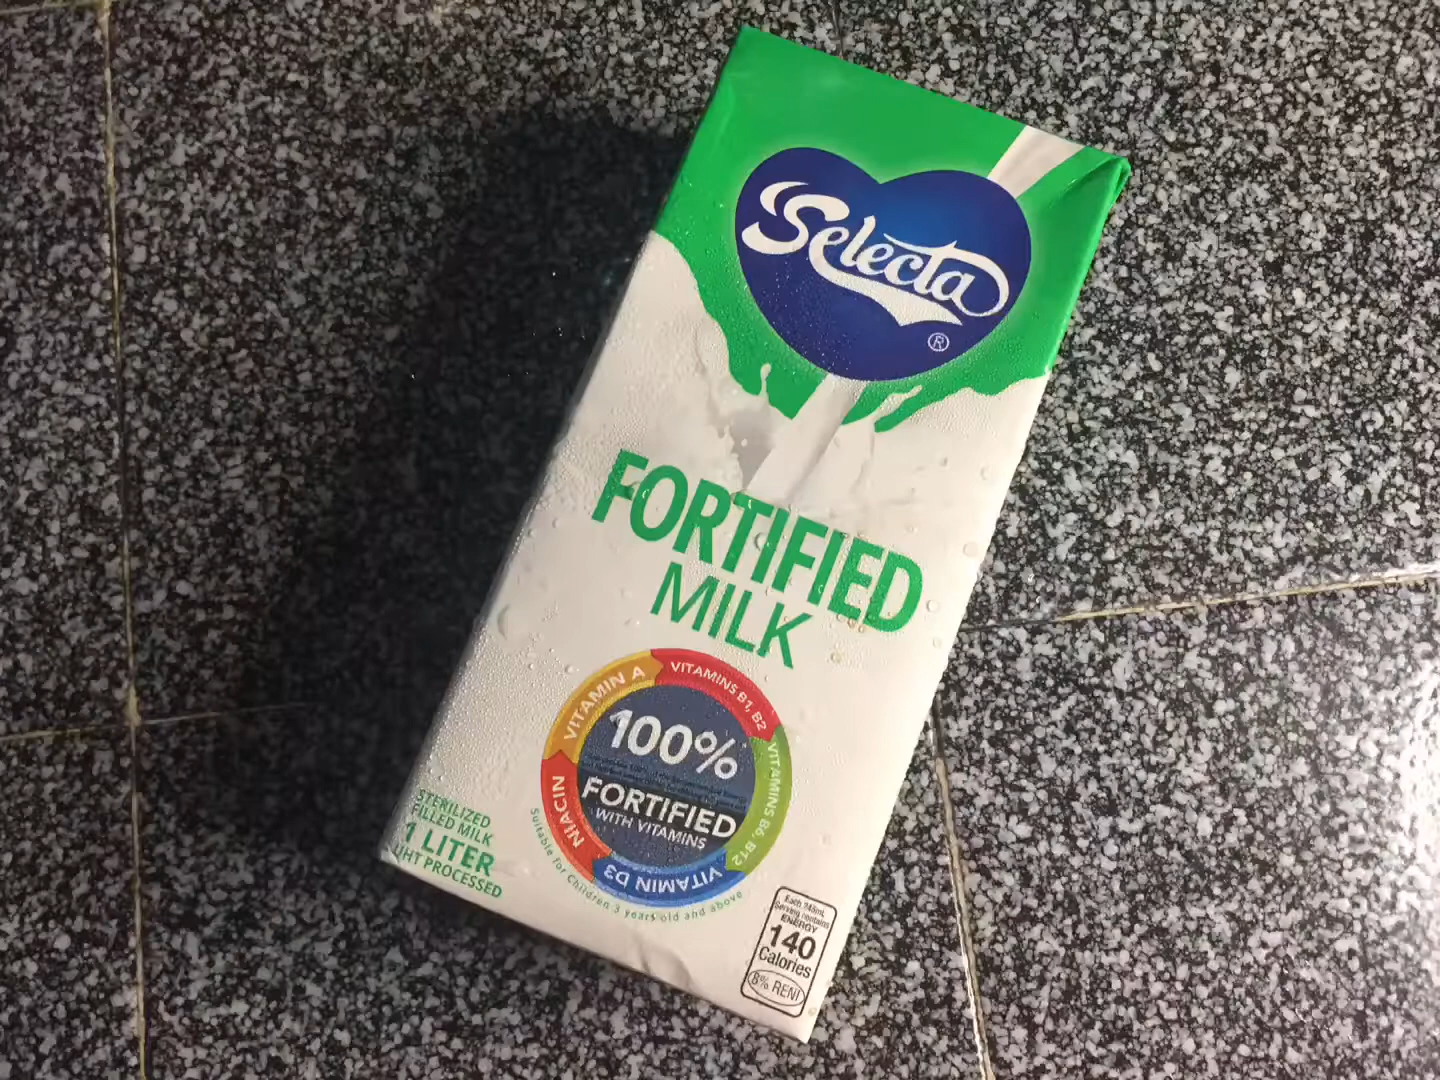 Selecta
®
FORTIFIED
MILK
VITAMIN A
VITAMINS B1, B2
VITAMINS B6, B12
VITAMIN D3
NIACIN
100%
FORTIFIED
WITH VITAMINS
Suitable for Children 3 years old and above
STERILIZED
FILLED MILK
1 LITER
UHT PROCESSED
Each
Serving contains
ENERGY
140
Calories
8% RENI